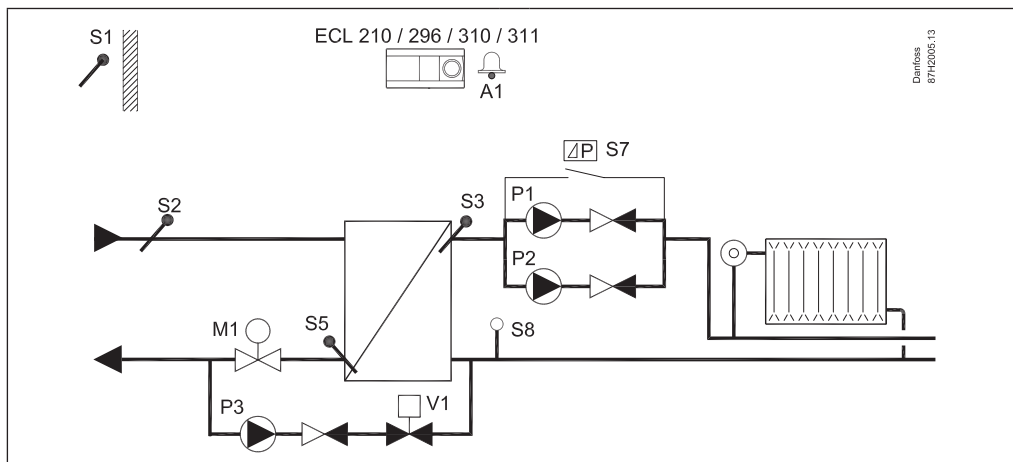 S1
ECL 210 / 296 / 310 / 311
A1
Danfoss
87H2005.13
⊿P S7
S2
S3
P1
P2
M1
S5
S8
P3
V1